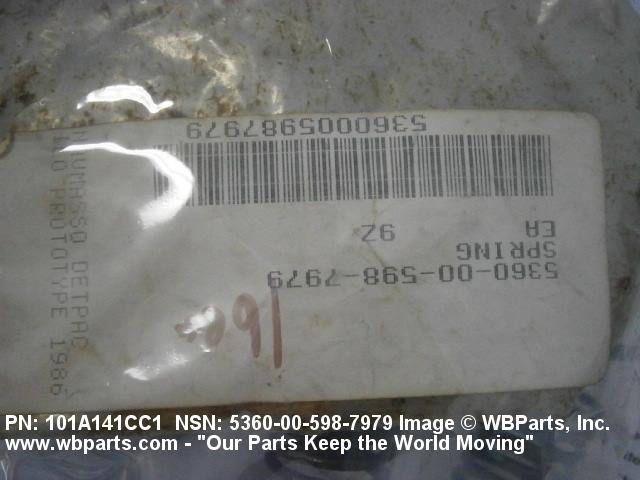 5360-00-598-7979
SPRING
EA 9Z
5360005987979
DETPAC
PROTOTYPE 1986
PN: 101A141CC1 NSN: 5360-00-598-7979 Image © WBParts, Inc.
www.wbparts.com - "Our Parts Keep the World Moving"